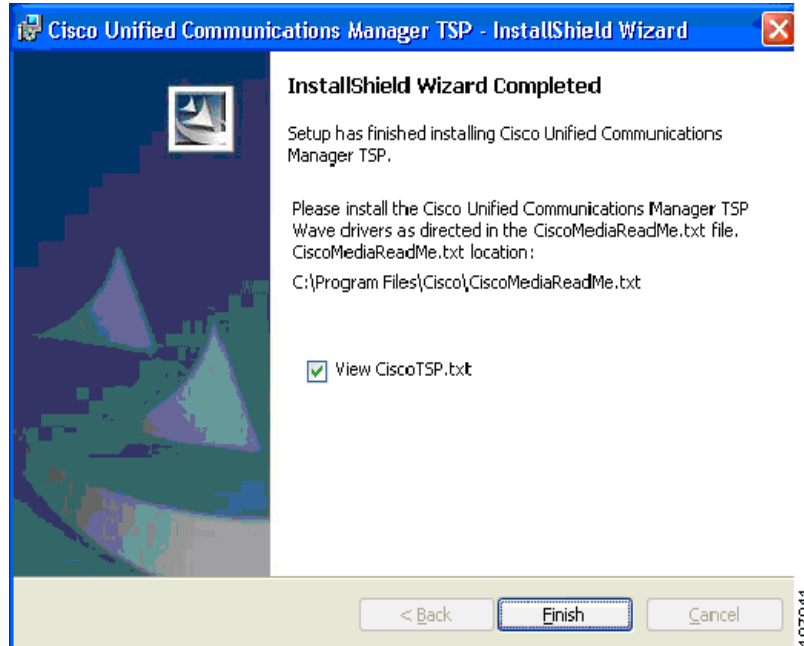 Cisco Unified Communications Manager TSP - InstallShield Wizard
InstallShield Wizard Completed
Setup has finished installing Cisco Unified Communications
Manager TSP.
Please install the Cisco Unified Communications Manager TSP
Wave drivers as directed in the CiscoMediaReadMe.txt file.
CiscoMediaReadMe.txt location:
C:\Program Files\Cisco\CiscoMediaReadMe.txt
View CiscoTSP.txt
< Back
Finish
Cancel